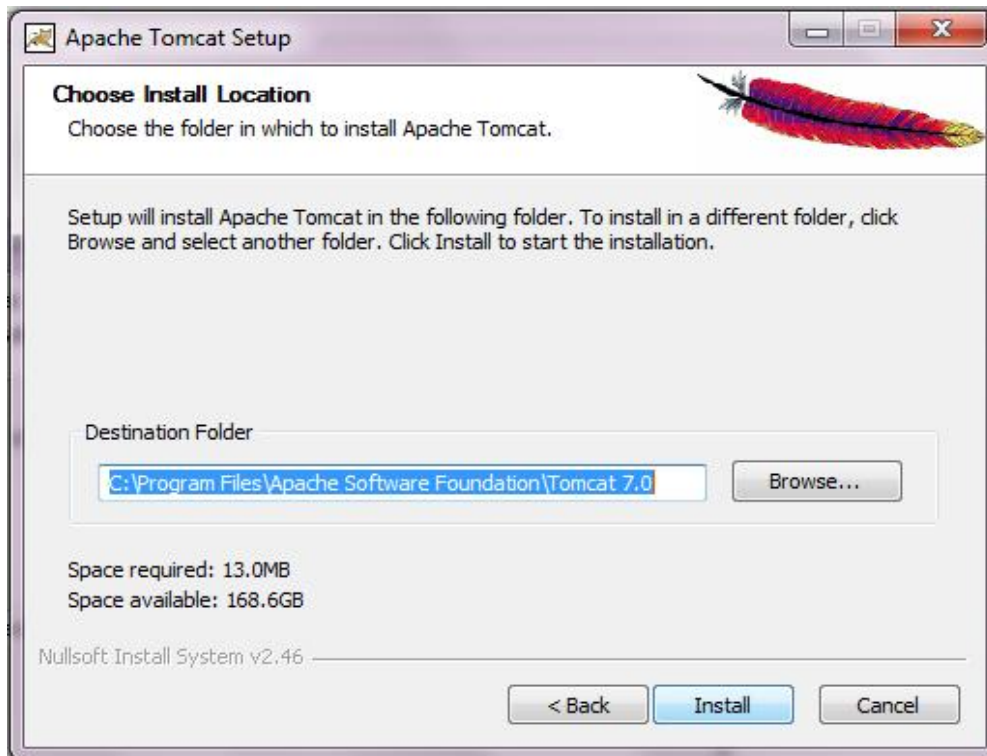 Apache Tomcat Setup
Choose Install Location
Choose the folder in which to install Apache Tomcat.
Setup will install Apache Tomcat in the following folder. To install in a different folder, click
Browse and select another folder. Click Install to start the installation.
Destination Folder
C:\Program Files\Apache Software Foundation\Tomcat 7.0
Browse...
Space required: 13.0MB
Space available: 168.6GB
Nullsoft Install System v2.46
< Back
Install
Cancel